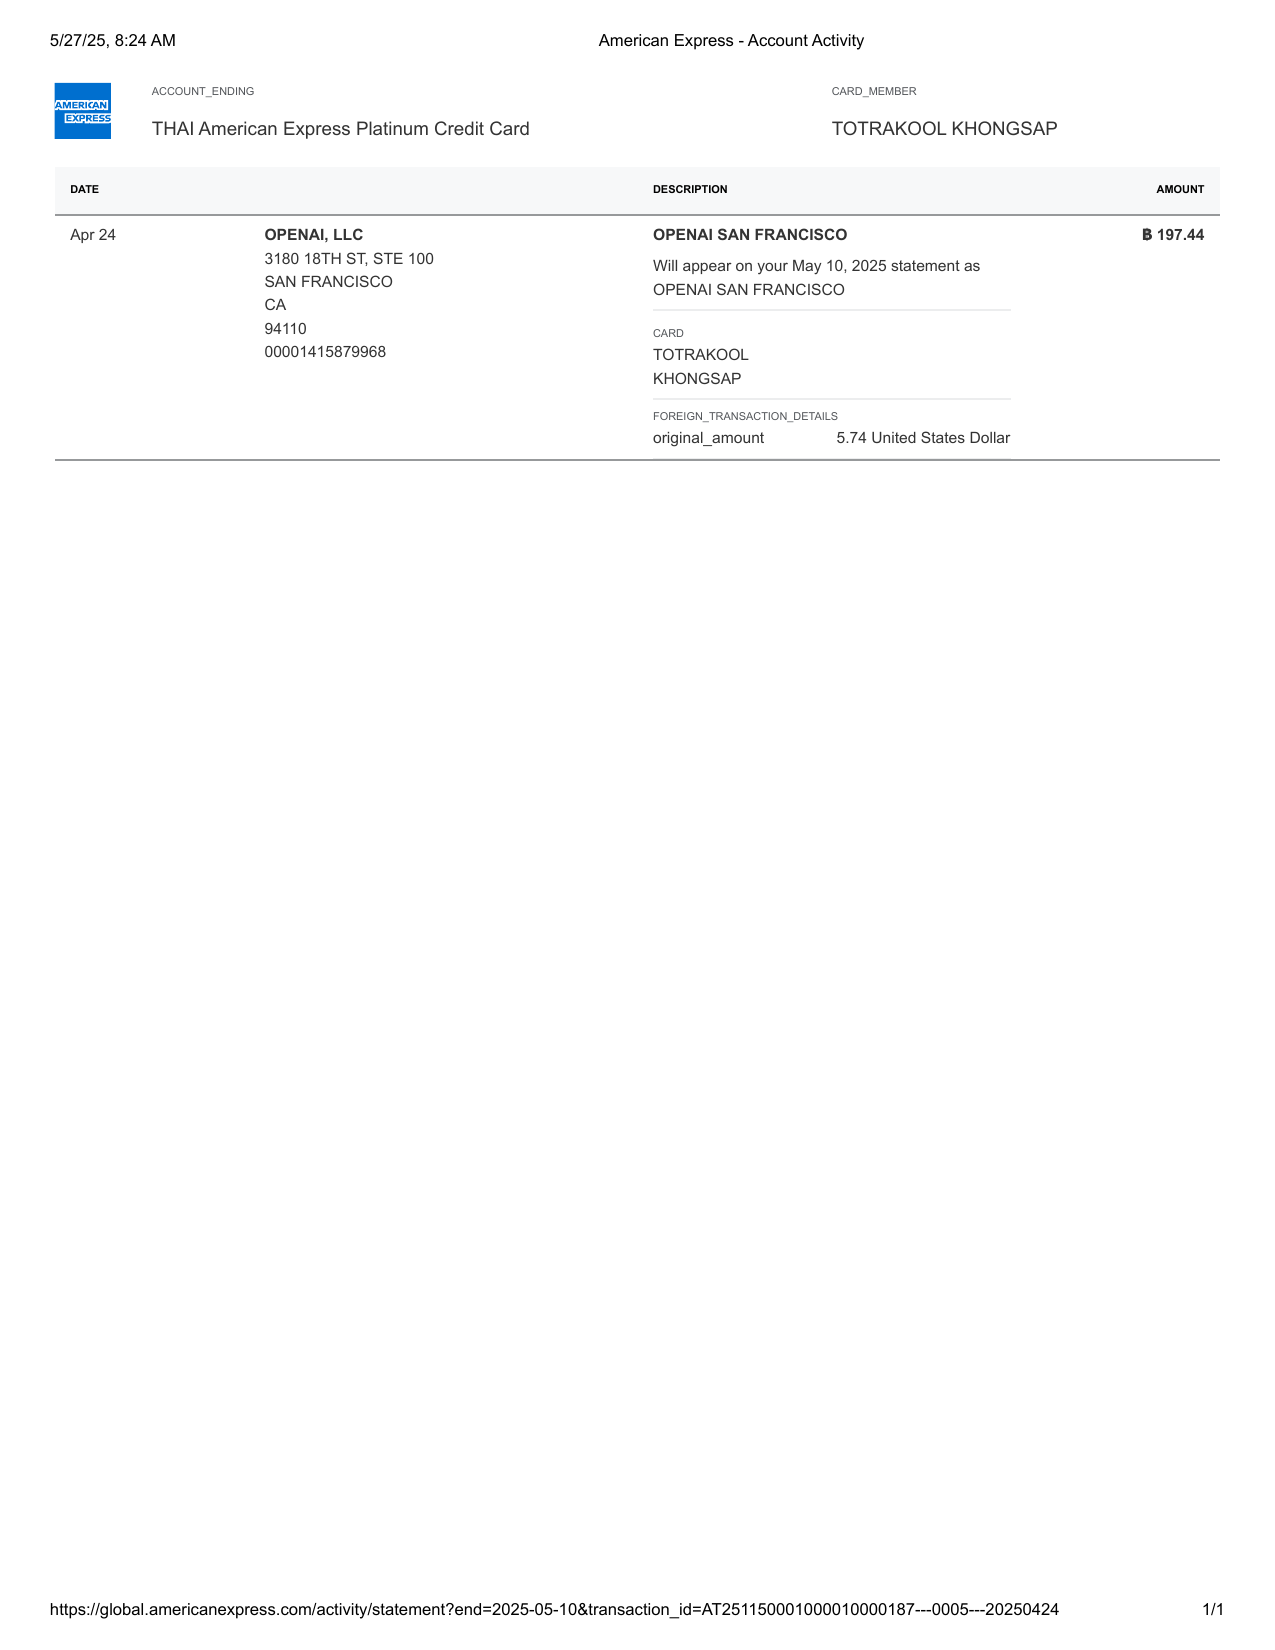 5/27/25, 8:24 AM American Express - Account Activity
AMERICAN
EXPRESS
ACCOUNT_ENDING CARD_MEMBER
THAI American Express Platinum Credit Card TOTRAKOOL KHONGSAP
DATE DESCRIPTION AMOUNT
Apr 24 OPENAI, LLC OPENAI SAN FRANCISCO ฿ 197.44
3180 18TH ST, STE 100
SAN FRANCISCO
CA
94110
00001415879968
Will appear on your May 10, 2025 statement as
OPENAI SAN FRANCISCO
CARD
TOTRAKOOL
KHONGSAP
FOREIGN_TRANSACTION_DETAILS
original_amount 5.74 United States Dollar
https://global.americanexpress.com/activity/statement?end=2025-05-10&transaction_id=AT251150001000010000187---0005---20250424 1/1